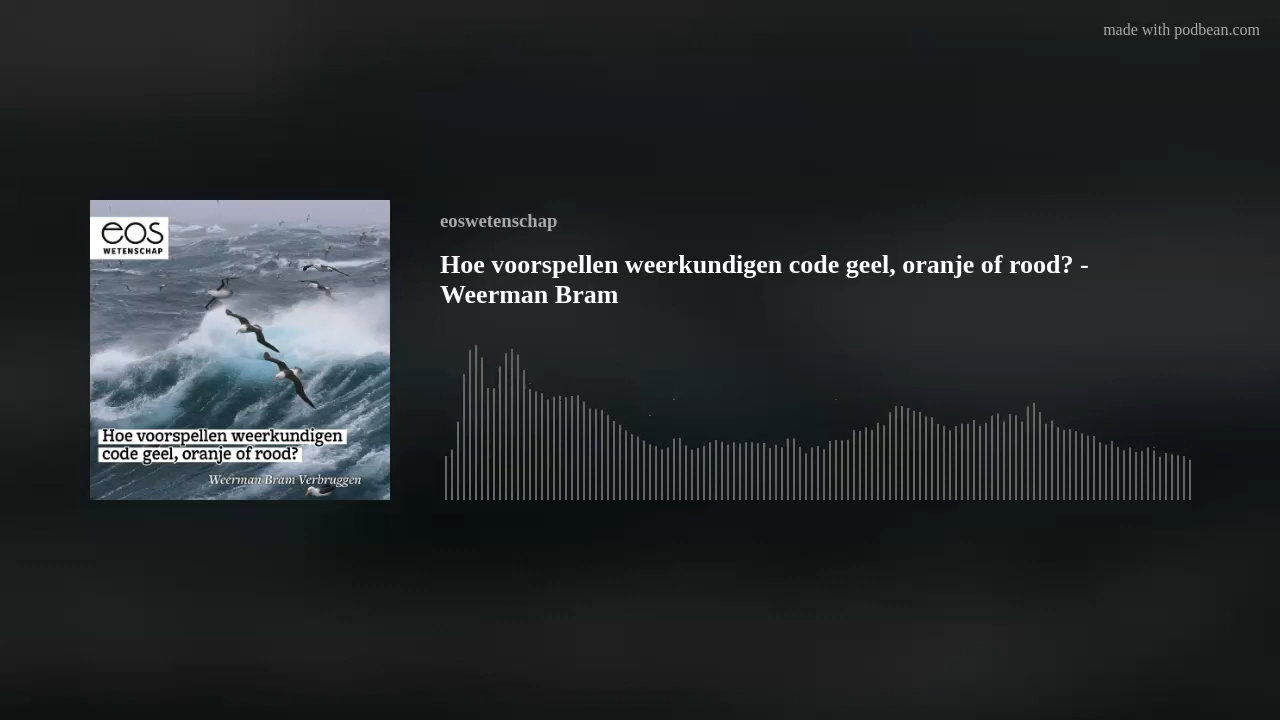 made with podbean.com
eos
WETENSCHAP
eoswetenschap
Hoe voorspellen weerkundigen code geel, oranje of rood? -
Weerman Bram
Hoe voorspellen weerkundigen
code geel, oranje of rood?
Weerman Bram Verbruggen